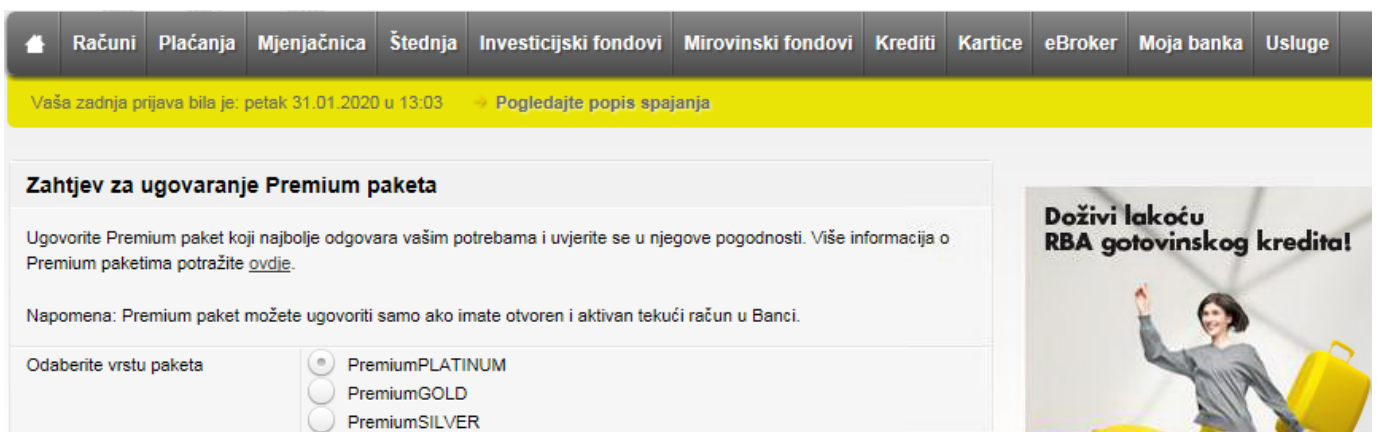 Računi Plaćanja Mjenjačnica Štednja Investicijski fondovi Mirovinski fondovi Krediti Kartice eBroker Moja banka Usluge
Vaša zadnja prijava bila je: petak 31.01.2020 u 13:03 Pogledajte popis spajanja
Zahtjev za ugovaranje Premium paketa
Ugovorite Premium paket koji najbolje odgovara vašim potrebama i uvjerite se u njegove pogodnosti. Više informacija o
Premium paketima potražite ovdje.
Napomena: Premium paket možete ugovoriti samo ako imate otvoren i aktivan tekući račun u Banci.
Odaberite vrstu paketa
PremiumPLATINUM
PremiumGOLD
PremiumSILVER
Doživi lakoću
RBA gotovinskog kredita!